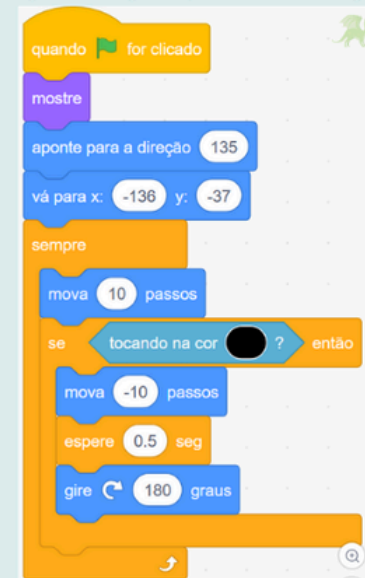 quando for clicado
mostre
aponte para a direção 135
vá para x: -136 y: -37
sempre
mova 10 passos
se tocando na cor ? então
mova -10 passos
espere 0.5 seg
gire 180 graus